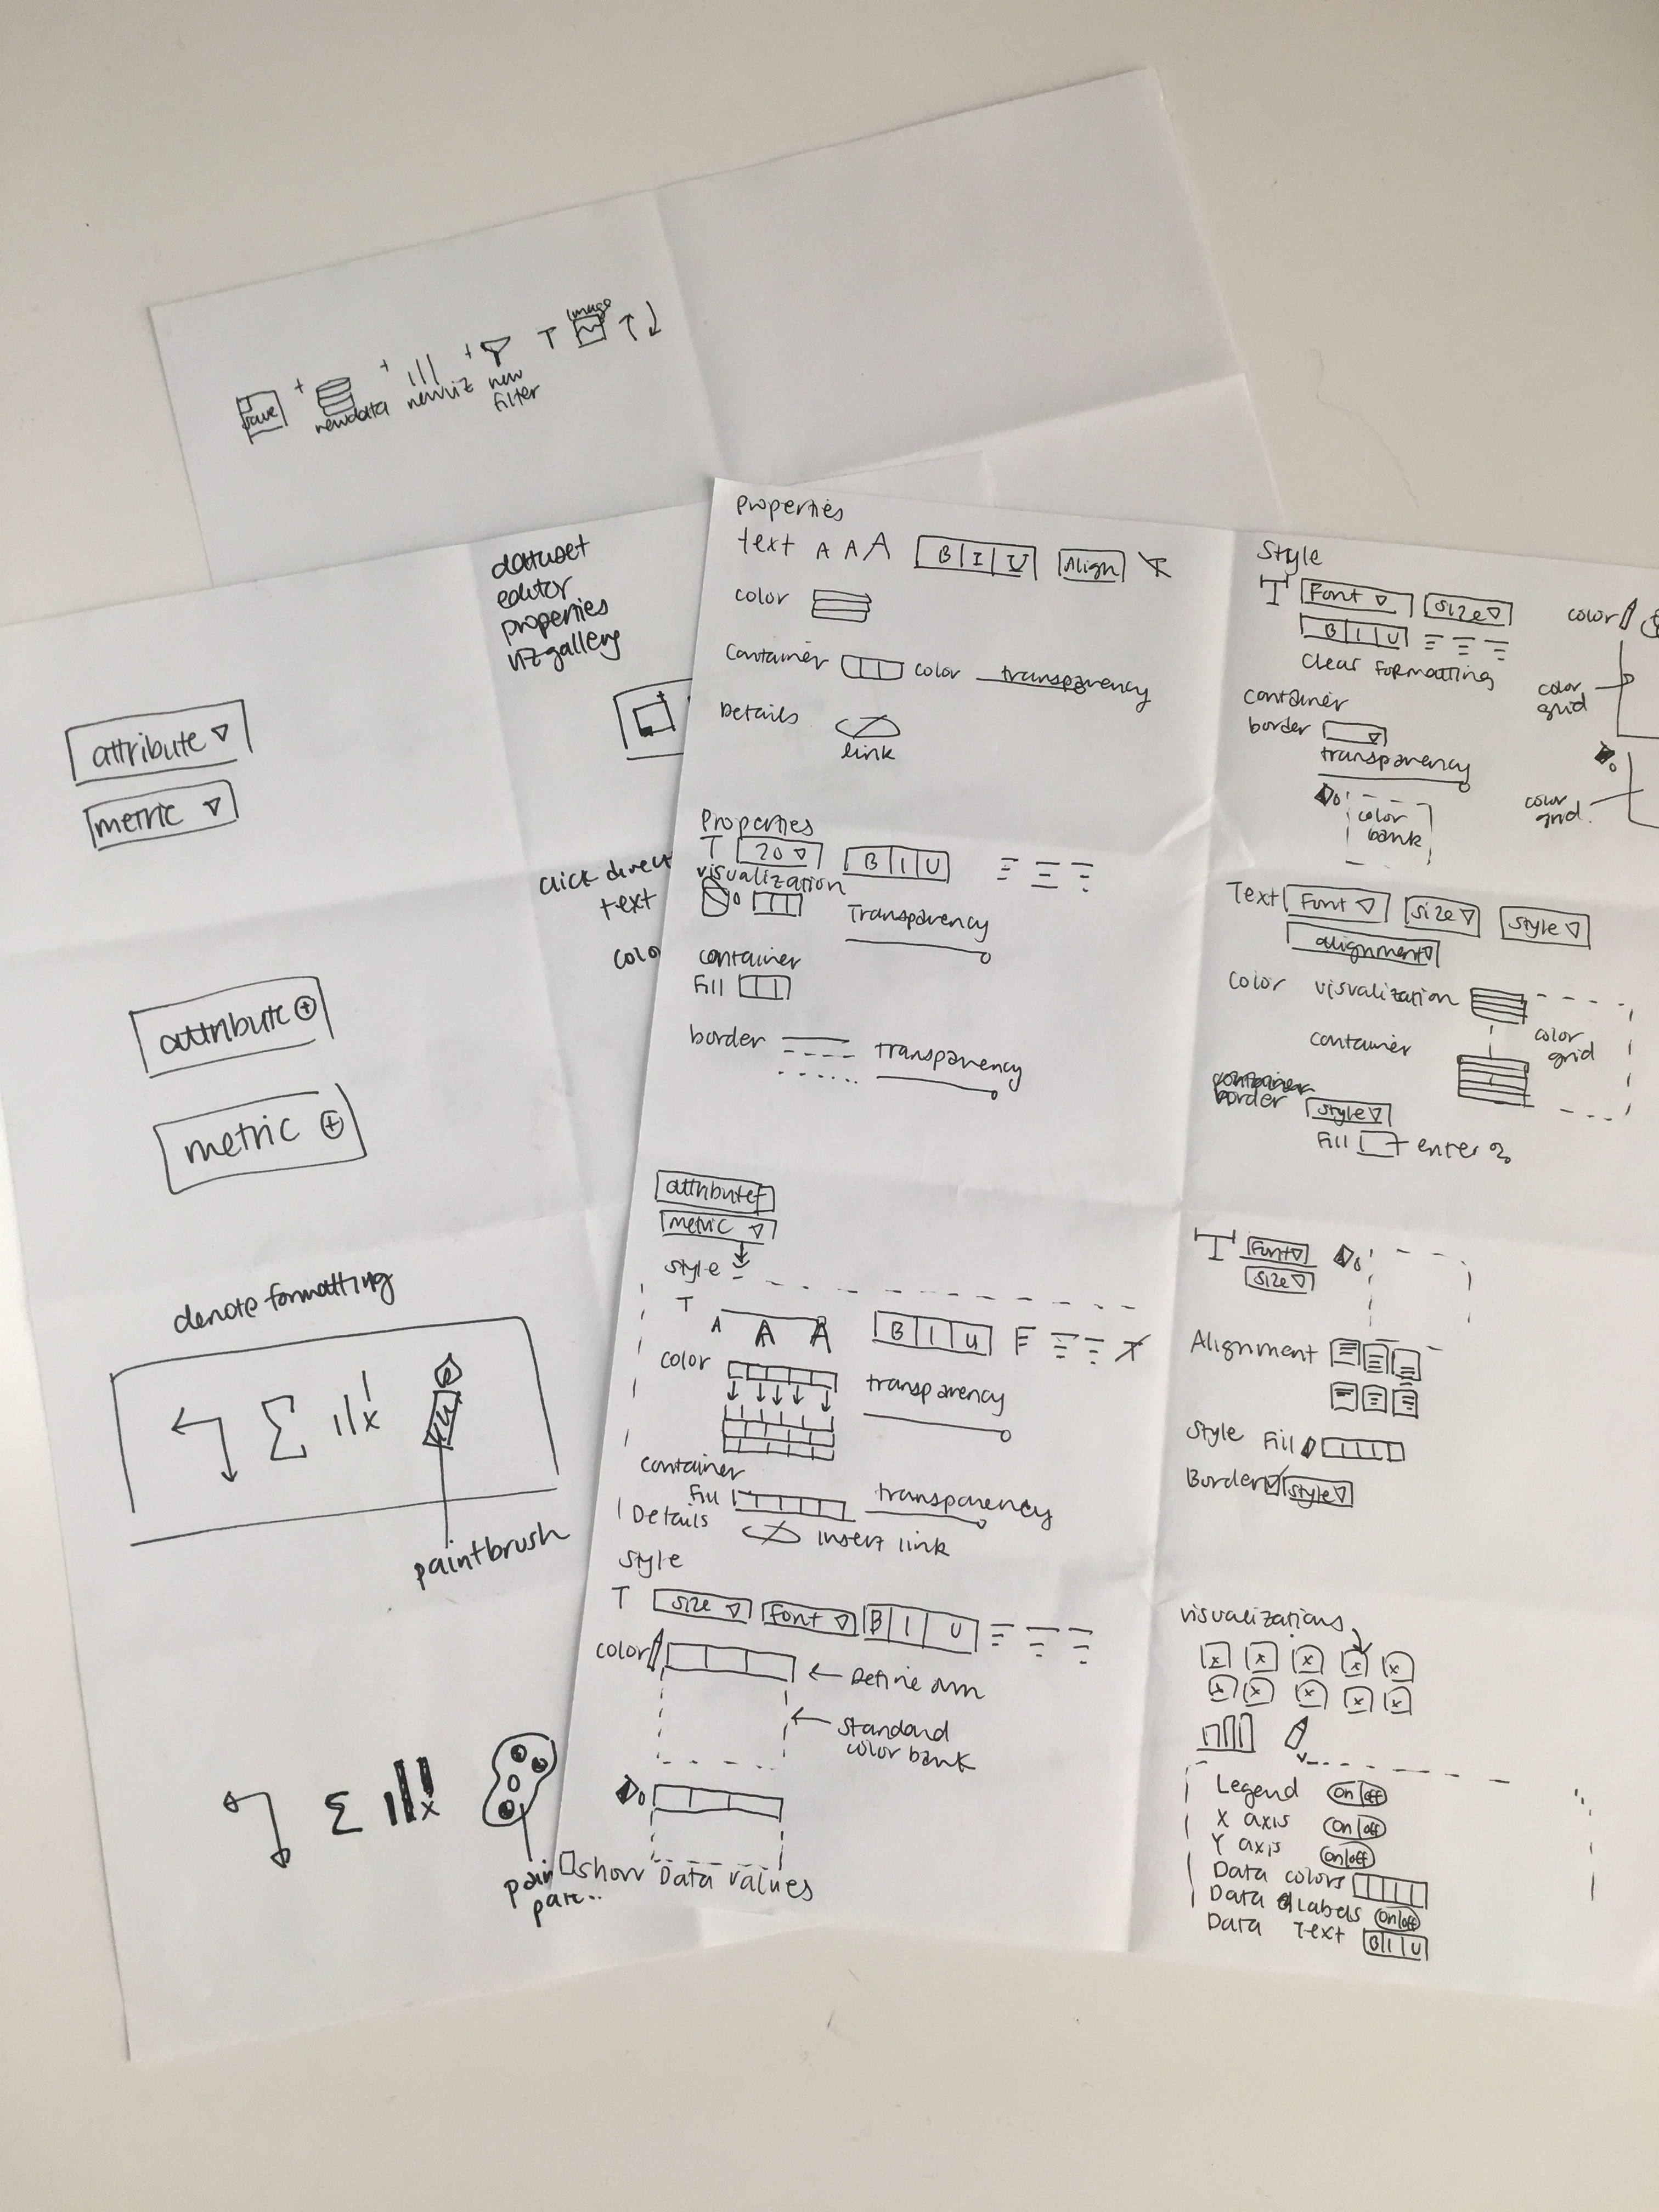 image
save
+
new data
+
new viz
+
new
filter
T
dataset
editor
properties
viz gallery
attribute
metric
click direct
text
colo
attribute +
metric +
denote formatting
Σ
x
paintbrush
Σ
x
Properties
text A A A B I U Align T
color
container color transparency
Details
link
Properties
T 20 B I U
visualization
Transparency
container
Fill
border transparency
attribute
metric
style
T
A A A B I U T
color transparency
container
Fill transparency
Details insert link
Style
T size Font B I U
color
Define own
standard
color bank
show Data values
Style
T Font size
B I U
clear formatting
color
color
grid
container
border
transparency
color
bank
color
grid.
Text Font size style
alignment
color visualization
color
grid
container
container
border
style
Fill enter %
T Font
size
Alignment
Style Fill
Border style
visualizations
x x x x x
x x x x x
Legend on off
X axis on off
Y axis on off
Data colors
Data labels on off
Data Text B I U